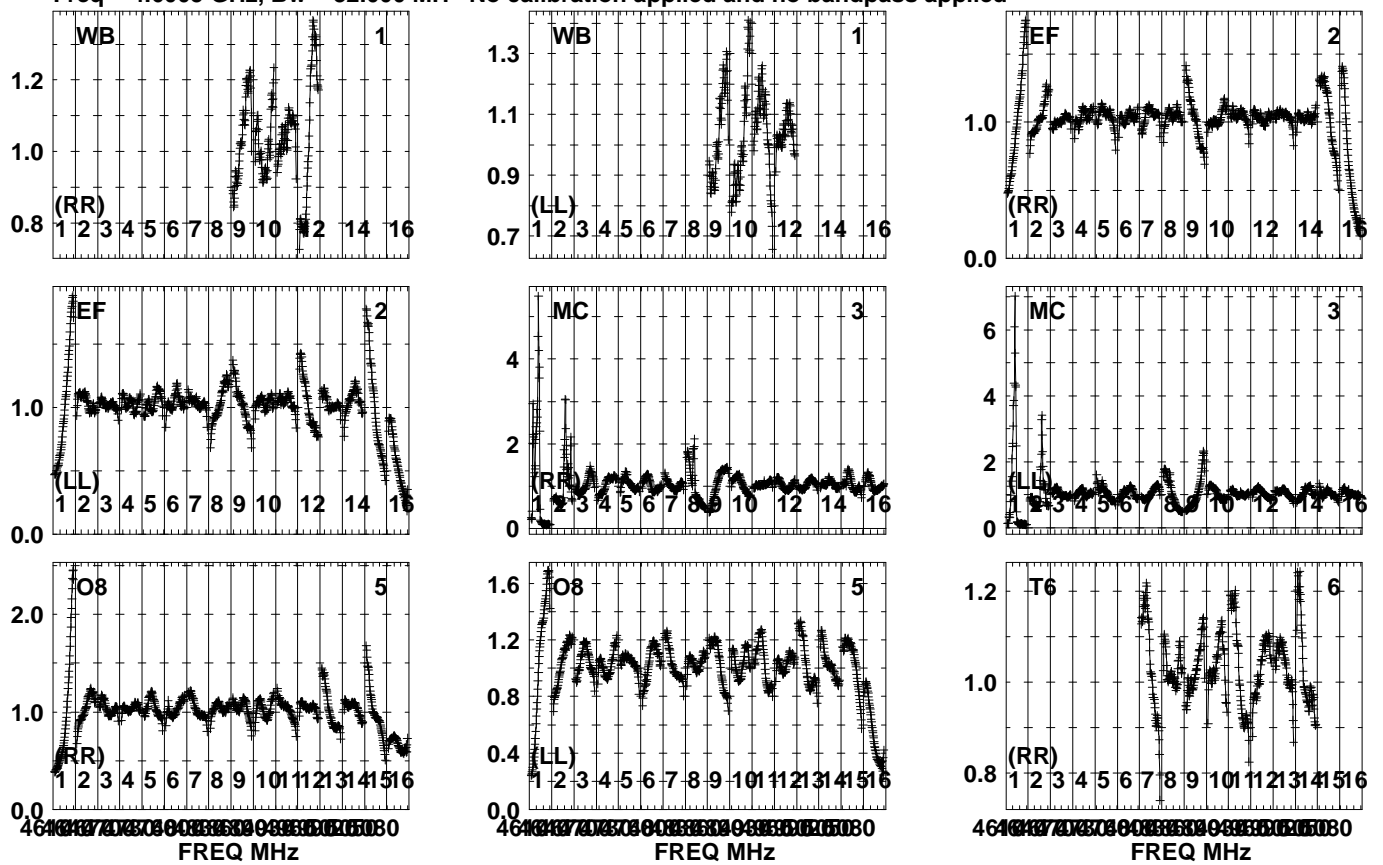 No calibration applied and no bandpass applied
WB 1
1.2
1.0
0.8
(RR)
1 2 3 4 5 6 7 8 9 10 12 14 16
WB 1
1.3
1.1
0.9
0.7
(LL)
1 2 3 4 5 6 7 8 9 10 12 14 16
EF 2
1.0
0.0
(RR)
1 2 3 4 5 6 7 8 9 10 12 14 16
EF 2
1.0
0.0
(LL)
1 2 3 4 5 6 7 8 9 10 12 14 16
MC 3
4
2
0
(RR)
1 2 3 4 5 6 7 8 9 10 12 14 16
MC 3
6
4
2
0
(LL)
1 2 3 4 5 6 7 8 9 10 12 14 16
O8 5
2.0
1.0
0.0
(RR)
1 2 3 4 5 6 7 8 9 10 11 12 13 14 15 16
O8 5
1.6
1.2
0.8
0.4
0.0
(LL)
1 2 3 4 5 6 7 8 9 10 11 12 13 14 15 16
T6 6
1.2
1.0
0.8
(RR)
1 2 3 4 5 6 7 8 9 10 11 12 13 14 15 16
FREQ MHz
FREQ MHz
FREQ MHz